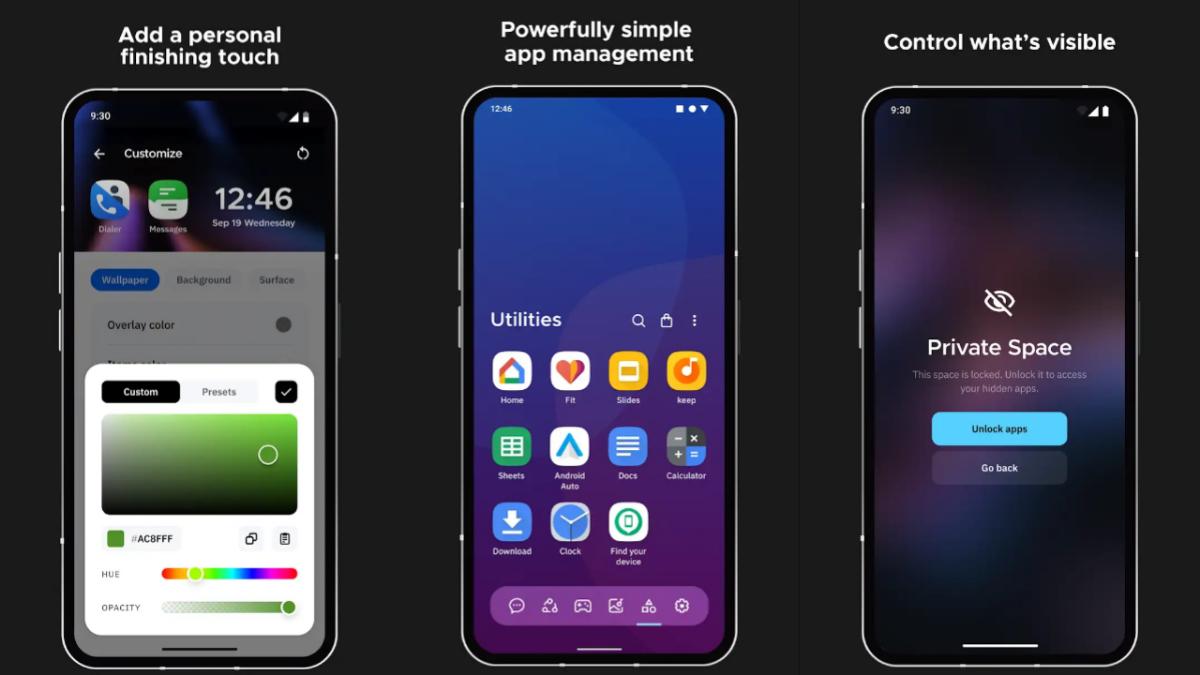 Add a personal
finishing touch
9:30
Customize
Dialer
Messages
12:46
Sep 19 Wednesday
Wallpaper
Background
Surface
Overlay color
Custom
Presets
#AC8FFF
HUE
OPACITY
Powerfully simple
app management
12:46
Utilities
Home
Fit
Slides
keep
Sheets
Android
Auto
Docs
Calculator
Download
Clock
Find your
device
Control what's visible
9:30
Private Space
This space is locked. Unlock it to access
your hidden apps.
Unlock apps
Go back